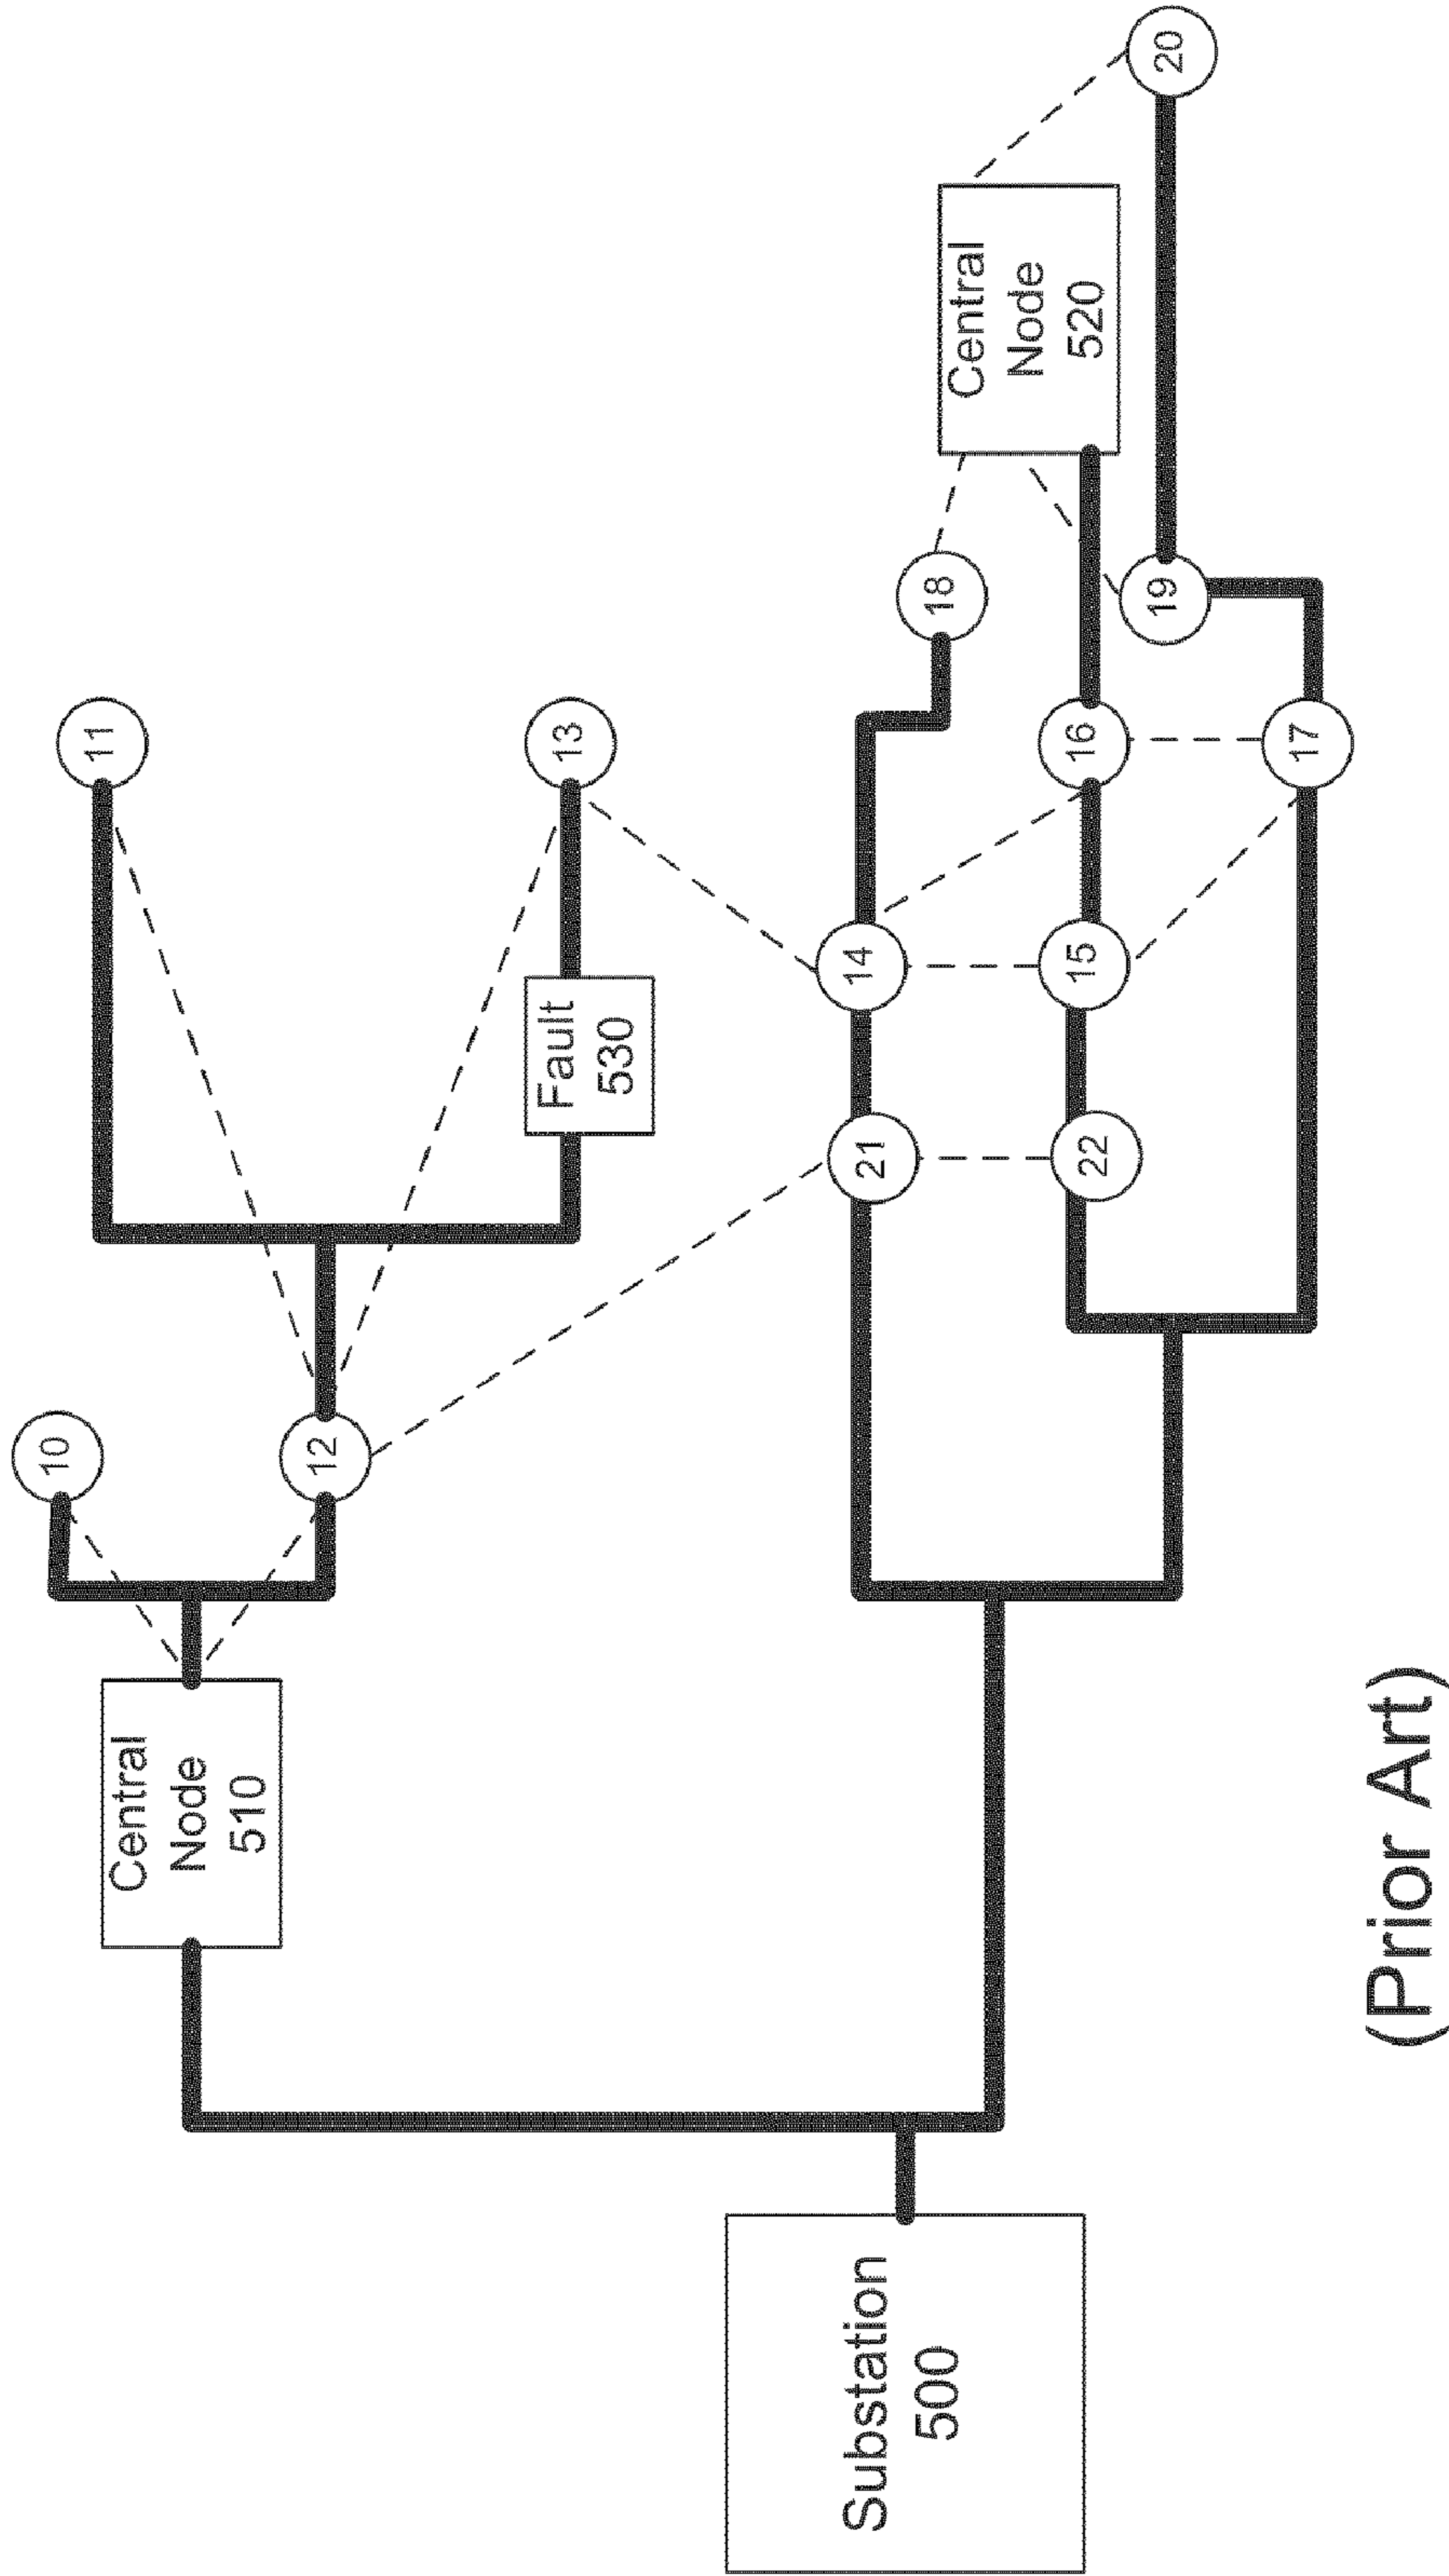 10
Central
Node
510
11
12
Fault
530
13
Substation
500
21
14
18
Central
Node
520
22
15
16
19
20
17
(Prior Art)